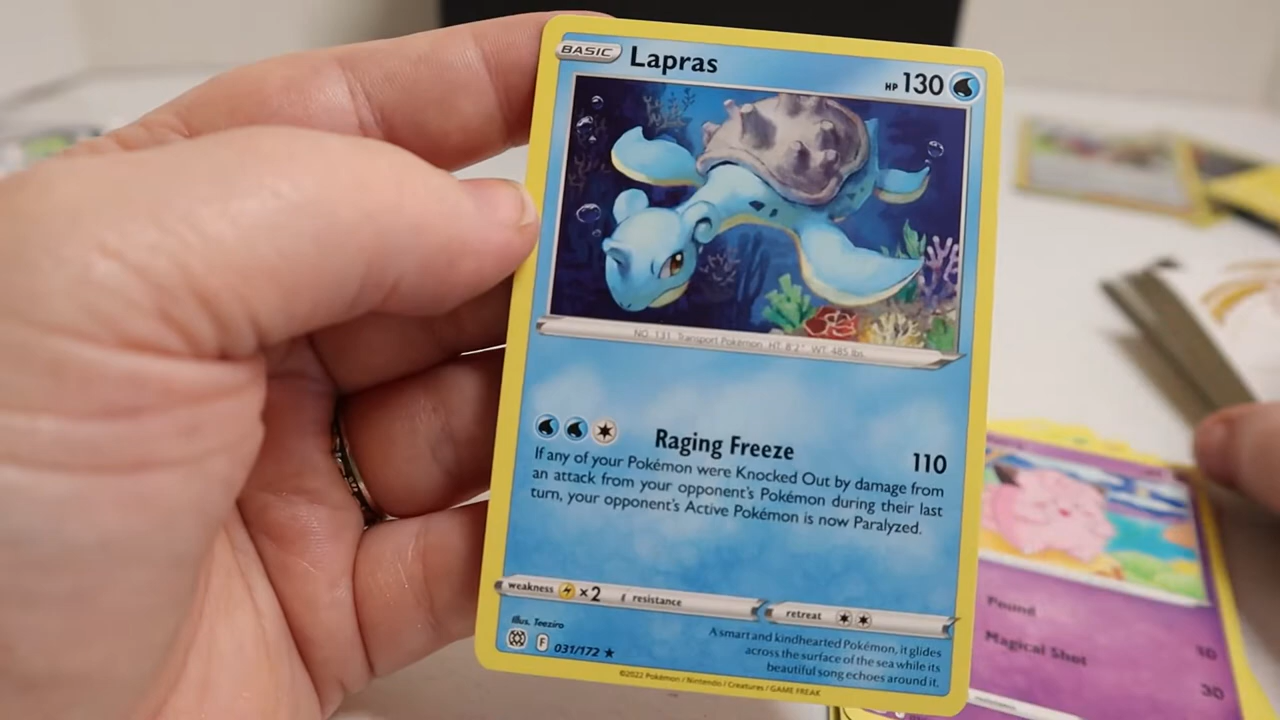 BASIC Lapras HP 130
NO. 131 Transport Pokémon HT: 8'2" WT: 485 lbs.
Raging Freeze 110
If any of your Pokémon were Knocked Out by damage from
an attack from your opponent's Pokémon during their last
turn, your opponent's Active Pokémon is now Paralyzed.
weakness ×2 resistance retreat
Illus. Teeziro
F 031/172 ★
A smart and kindhearted Pokémon, it glides
across the surface of the sea while its
beautiful song echoes around it.
©2022 Pokémon / Nintendo / Creatures / GAME FREAK
Pound 10
Magical Shot 30